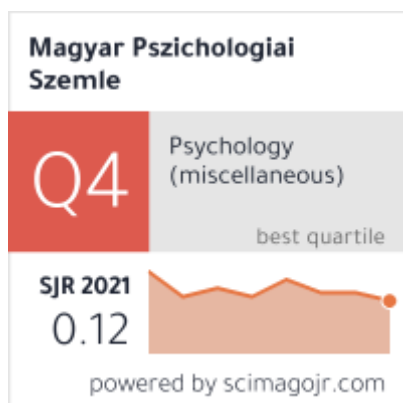 Magyar Pszichologiai
Szemle
Q4
Psychology
(miscellaneous)
best quartile
SJR 2021
0.12
powered by scimagojr.com